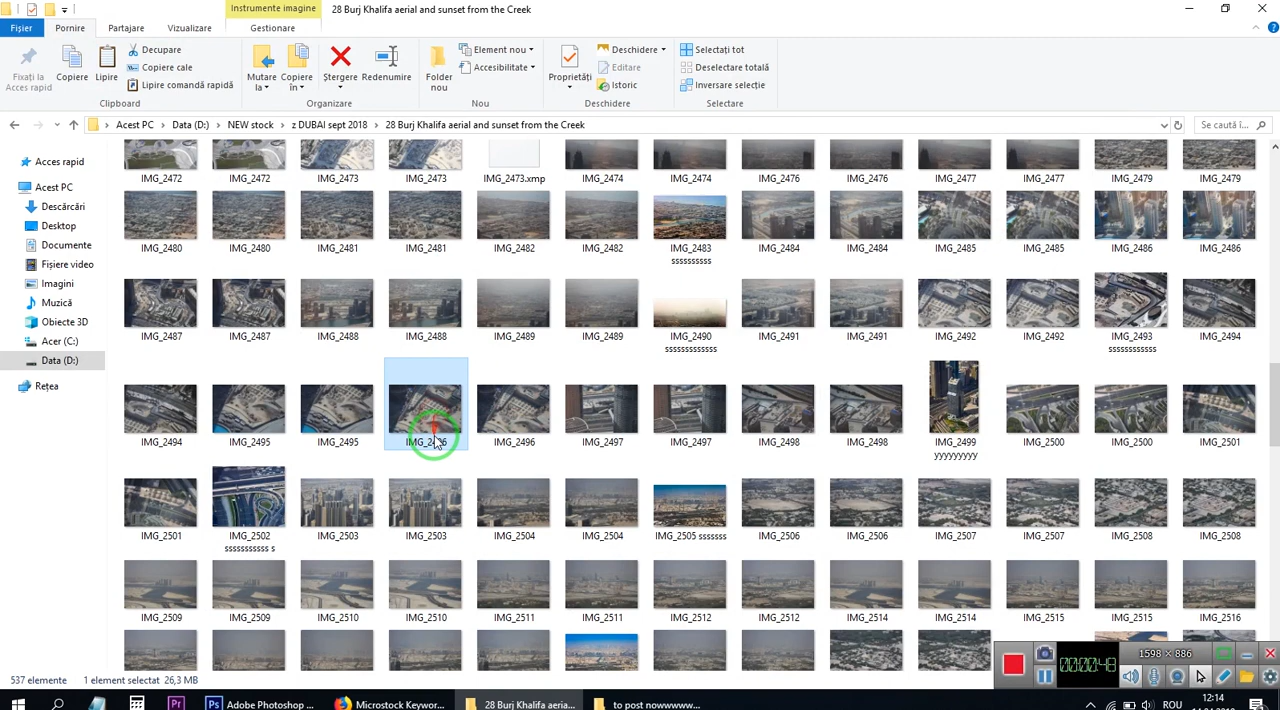 Instrumente imagine
28 Burj Khalifa aerial and sunset from the Creek
Fișier
Pornire
Partajare
Vizualizare
Gestionare
Fixați la Acces rapid
Copiere
Lipire
Decupare
Copiere cale
Lipire comandă rapidă
Mutare la
Copiere în
Ștergere
Redenumire
Folder nou
Element nou
Accesibilitate
Proprietăți
Deschidere
Editare
Istoric
Selectați tot
Deselectare totală
Inversare selecție
Clipboard
Organizare
Nou
Deschidere
Selectare
Acest PC > Data (D:) > NEW stock > z DUBAI sept 2018 > 28 Burj Khalifa aerial and sunset from the Creek
Se caută î...
Acces rapid
Acest PC
Descărcări
Desktop
Documente
Fișiere video
Imagini
Muzică
Obiecte 3D
Acer (C:)
Data (D:)
Rețea
IMG_2472 IMG_2472 IMG_2473 IMG_2473 IMG_2473.xmp IMG_2474 IMG_2474 IMG_2476 IMG_2476 IMG_2477 IMG_2477 IMG_2479 IMG_2479
IMG_2480 IMG_2480 IMG_2481 IMG_2481 IMG_2482 IMG_2482 IMG_2483 IMG_2484 IMG_2484 IMG_2485 IMG_2485 IMG_2486 IMG_2486
ssssssssss
IMG_2487 IMG_2487 IMG_2488 IMG_2488 IMG_2489 IMG_2489 IMG_2490 IMG_2491 IMG_2491 IMG_2492 IMG_2492 IMG_2493 IMG_2494
sssssssssssss ssssssssssss
IMG_2494 IMG_2495 IMG_2495 IMG_2496 IMG_2496 IMG_2497 IMG_2497 IMG_2498 IMG_2498 IMG_2499 IMG_2500 IMG_2500 IMG_2501
yyyyyyyyy
IMG_2501 IMG_2502 IMG_2503 IMG_2503 IMG_2504 IMG_2504 IMG_2505 sssssss IMG_2506 IMG_2506 IMG_2507 IMG_2507 IMG_2508 IMG_2508
sssssssssss s
IMG_2509 IMG_2509 IMG_2510 IMG_2510 IMG_2511 IMG_2511 IMG_2512 IMG_2512 IMG_2514 IMG_2514 IMG_2515 IMG_2515 IMG_2516
537 elemente 1 element selectat 26,3 MB
1598 × 886
00:00:48
Adobe Photoshop ...
Microstock Keywor...
28 Burj Khalifa aeria...
to post nowwwww...
ROU
12:14